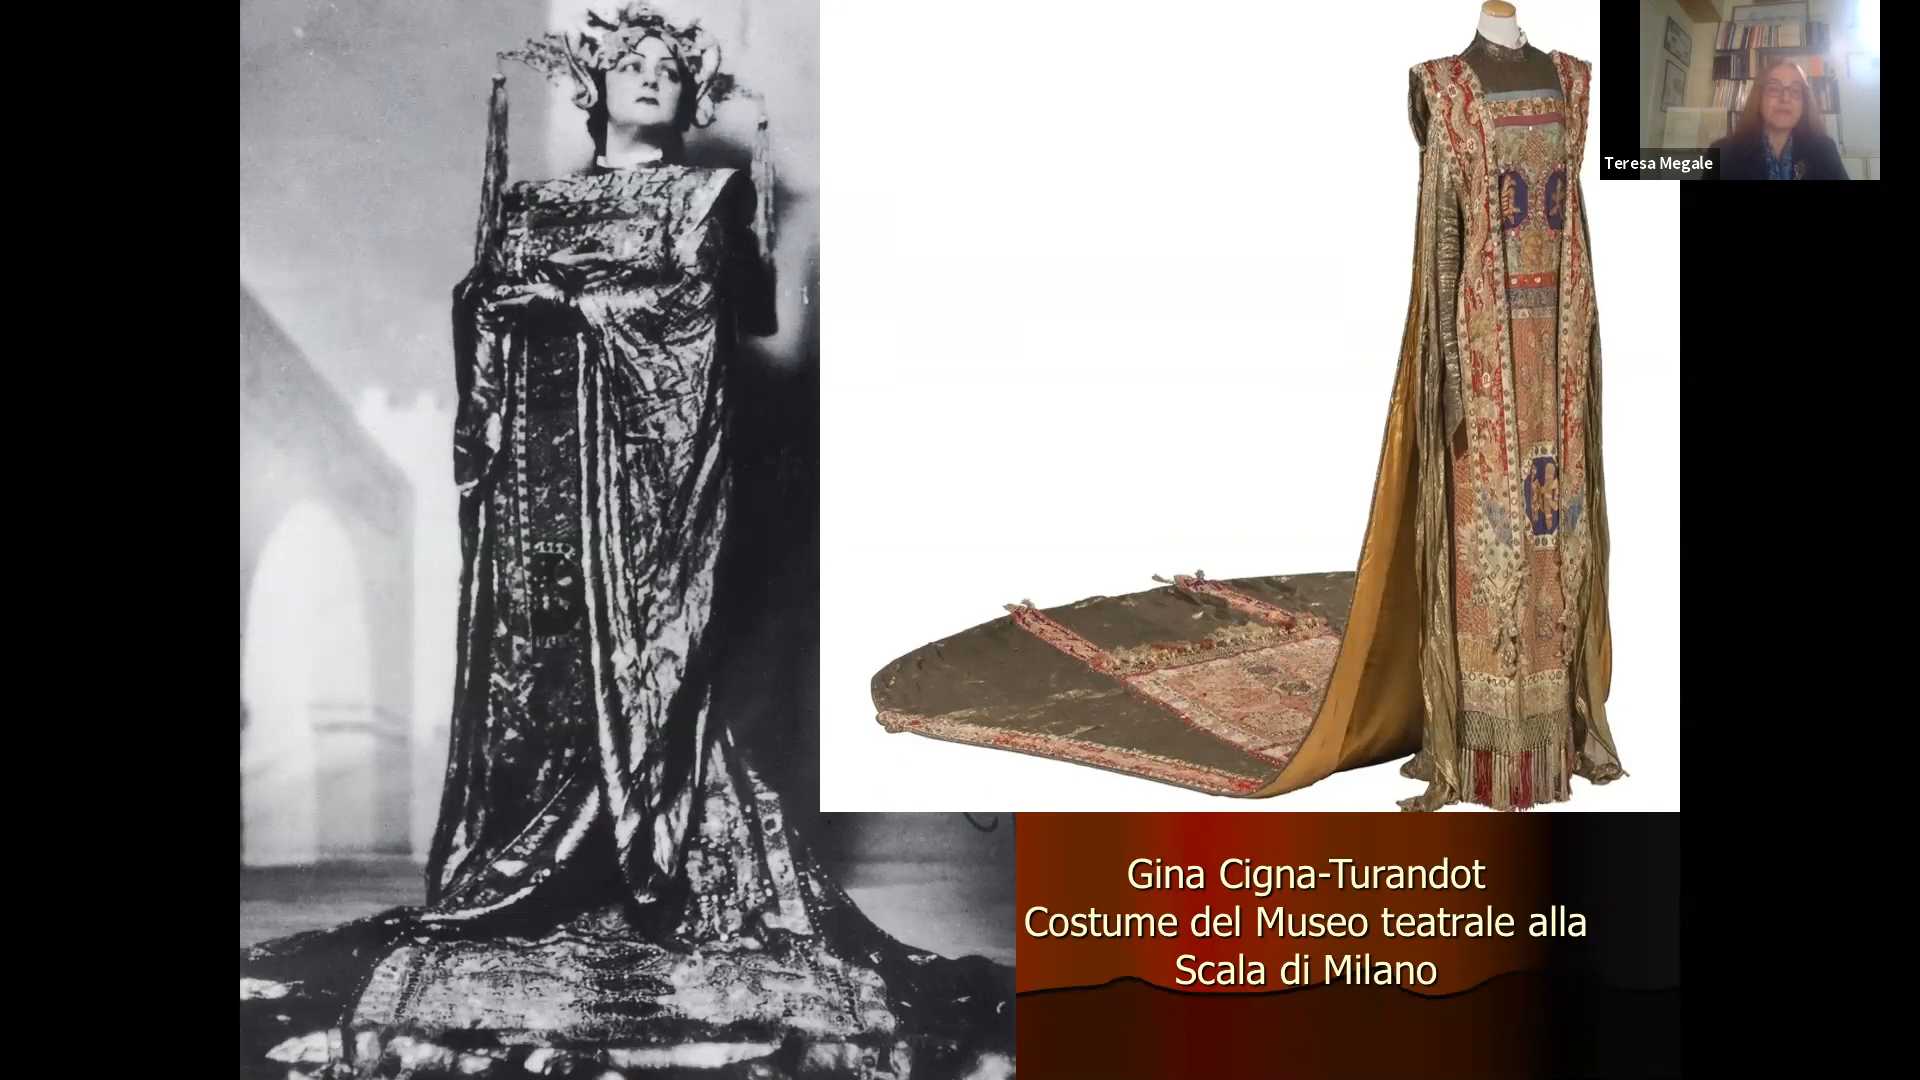 Teresa Megale
Gina Cigna-Turandot
Costume del Museo teatrale alla
Scala di Milano